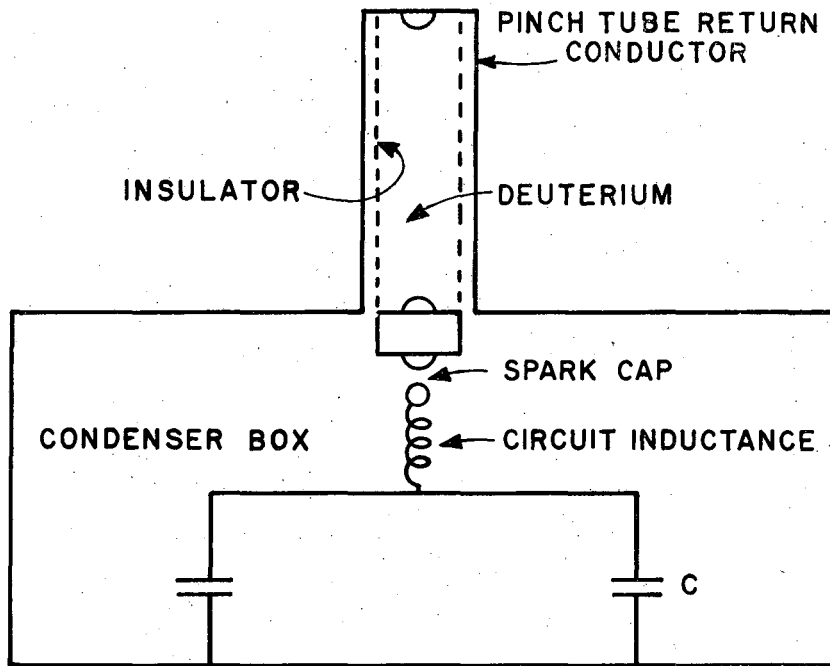 PINCH TUBE RETURN
CONDUCTOR
INSULATOR
DEUTERIUM
SPARK CAP
CONDENSER BOX
CIRCUIT INDUCTANCE
C